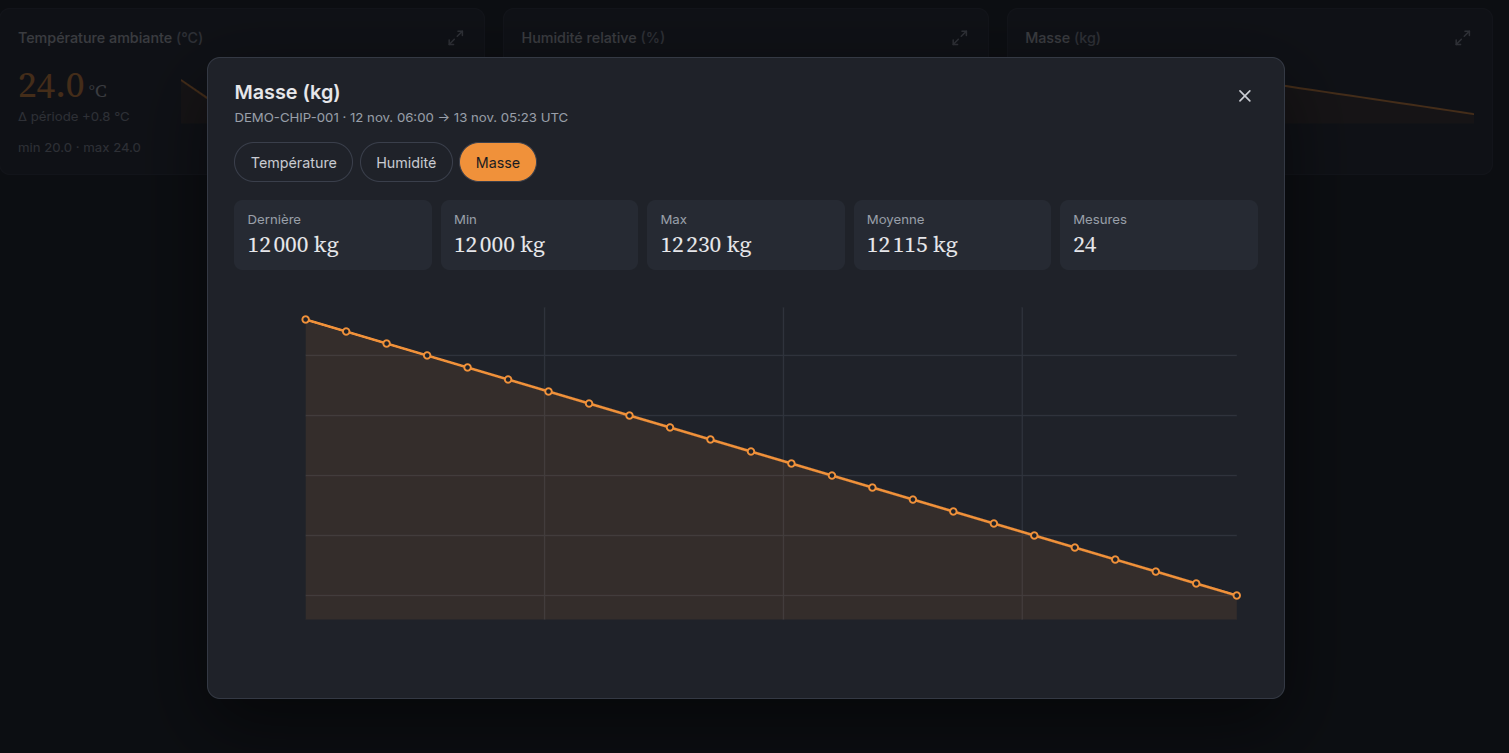 Température ambiante (°C)
Humidité relative (%)
Masse (kg)
24.0 °C
Δ période +0.8 °C
min 20.0 · max 24.0
Masse (kg)
DEMO-CHIP-001 · 12 nov. 06:00 → 13 nov. 05:23 UTC
Température
Humidité
Masse
Dernière
12 000 kg
Min
12 000 kg
Max
12 230 kg
Moyenne
12 115 kg
Mesures
24